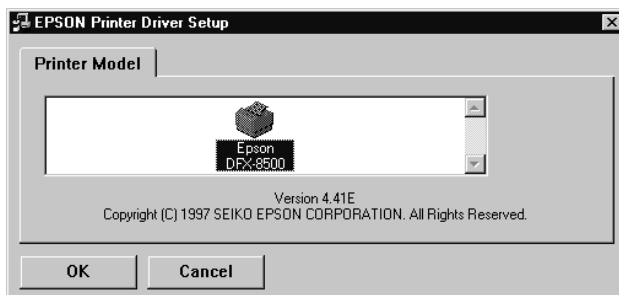 EPSON Printer Driver Setup
Printer Model
Epson
DFX-8500
Version 4.41E
Copyright (C) 1997 SEIKO EPSON CORPORATION. All Rights Reserved.
OK Cancel